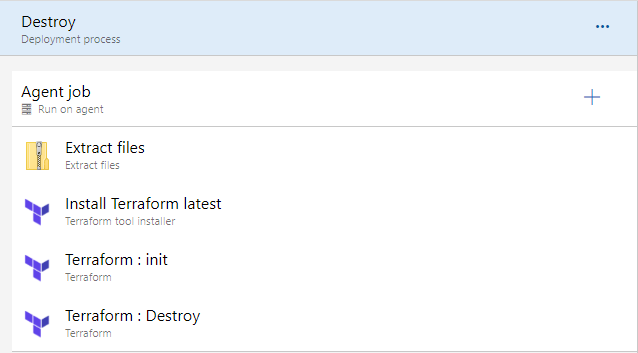 Destroy
Deployment process
Agent job
Run on agent
Extract files
Extract files
Install Terraform latest
Terraform tool installer
Terraform : init
Terraform
Terraform : Destroy
Terraform